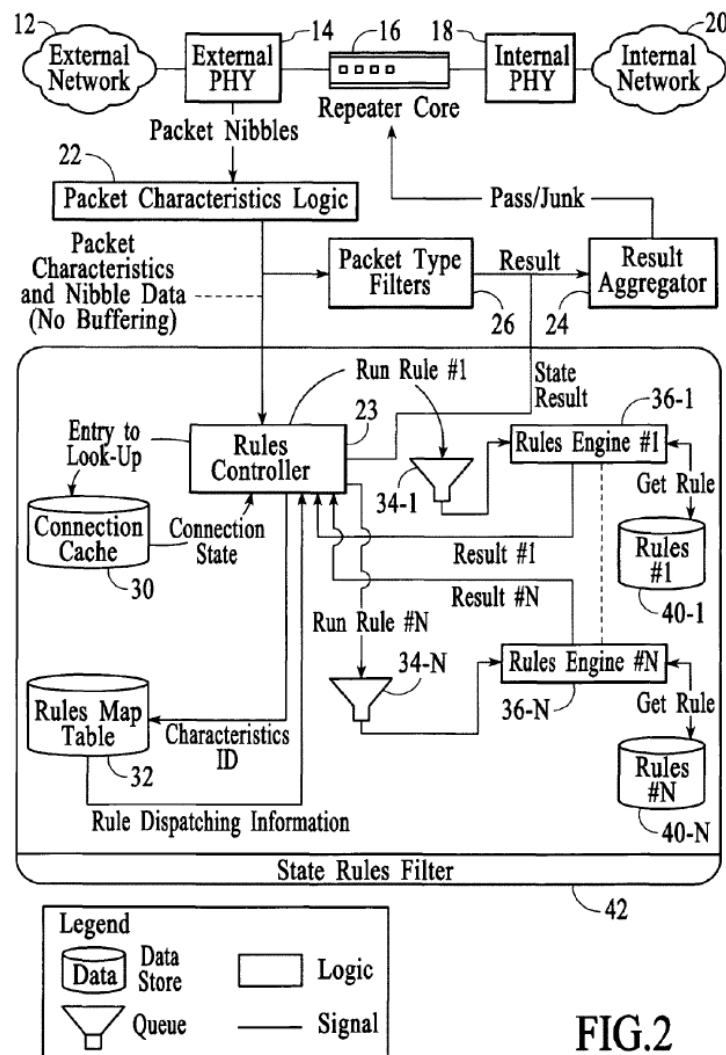 12
External
Network
External
PHY
14
16
Repeater Core
18
Internal
PHY
Internal
Network
20
Packet Nibbles
22
Packet Characteristics Logic
Pass/Junk
Packet
Characteristics
and Nibble Data
(No Buffering)
Packet Type
Filters
26
Result
Result
Aggregator
24
Run Rule #1
State
Result
23
Entry to
Look-Up
Rules
Controller
34-1
Rules Engine #1
36-1
Get Rule
Connection
Cache
30
Connection
State
Result #1
Rules
#1
40-1
Result #N
Run Rule #N
34-N
Rules Engine #N
36-N
Get Rule
Rules Map
Table
32
Characteristics
ID
Rules
#N
40-N
Rule Dispatching Information
State Rules Filter
42
Legend
Data
Data
Store
Logic
Queue
Signal
FIG.2